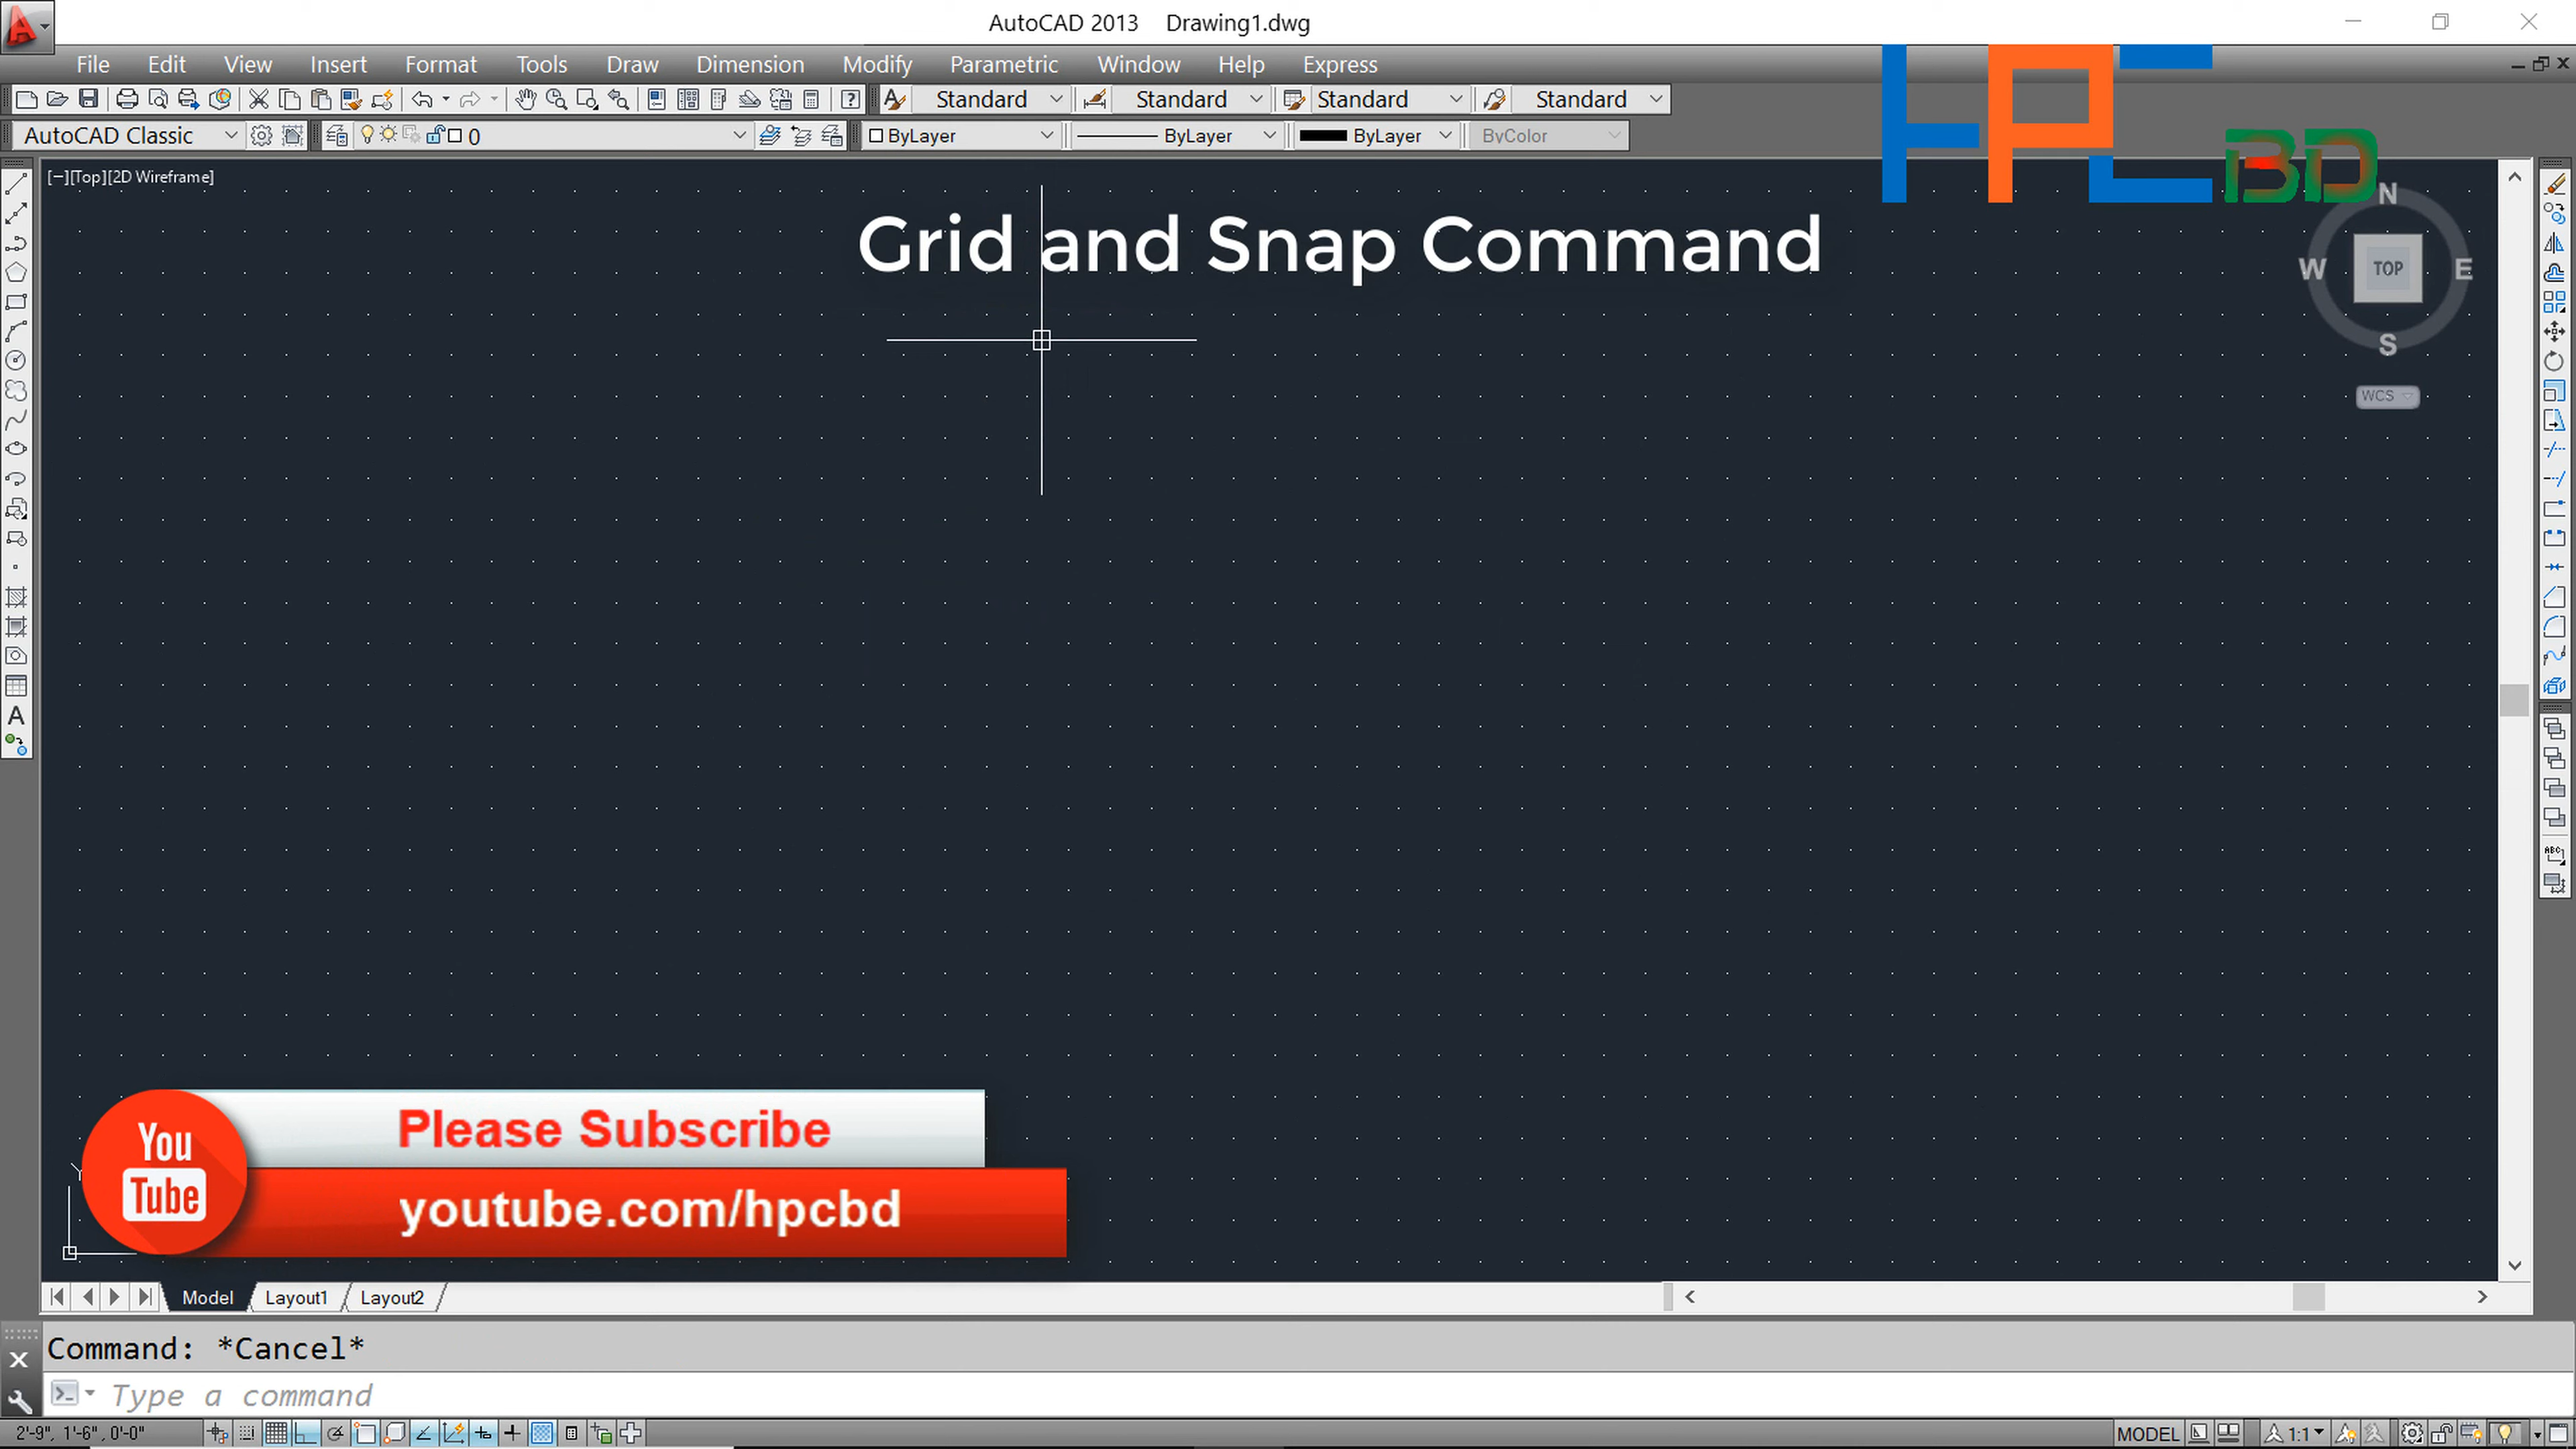 AutoCAD 2013 Drawing1.dwg
File Edit View Insert Format Tools Draw Dimension Modify Parametric Window Help Express
Standard Standard Standard Standard
AutoCAD Classic 0 ByLayer ByLayer ByLayer ByColor
HPC BD
[−][Top][2D Wireframe]
Grid and Snap Command
N
W TOP E
S
WCS
A
ABC
Please Subscribe
You
Tube
youtube.com/hpcbd
Y
Model Layout1 Layout2
Command: *Cancel*
Type a command
2'-9", 1'-6", 0'-0" MODEL 1:1